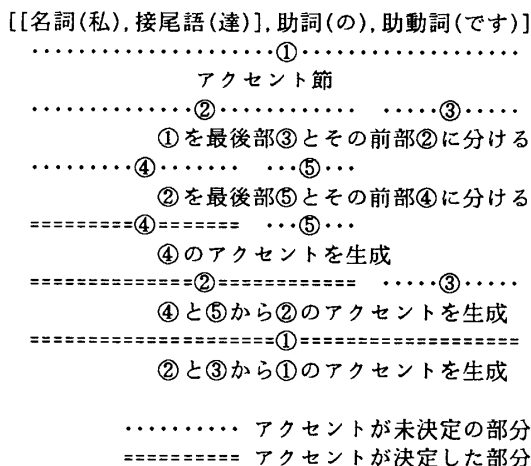 [[名詞(私),接尾語(達)],助詞(の),助動詞(です)]
·····················①·····················
アクセント節
··············②·············· ·····③·····
①を最後部③とその前部②に分ける
·········④······· ···⑤···
②を最後部⑤とその前部④に分ける
=========④======= ···⑤···
④のアクセントを生成
==============②============ ·····③·····
④と⑤から②のアクセントを生成
=====================①===================
②と③から①のアクセントを生成
·········· アクセントが未決定の部分
========== アクセントが決定した部分